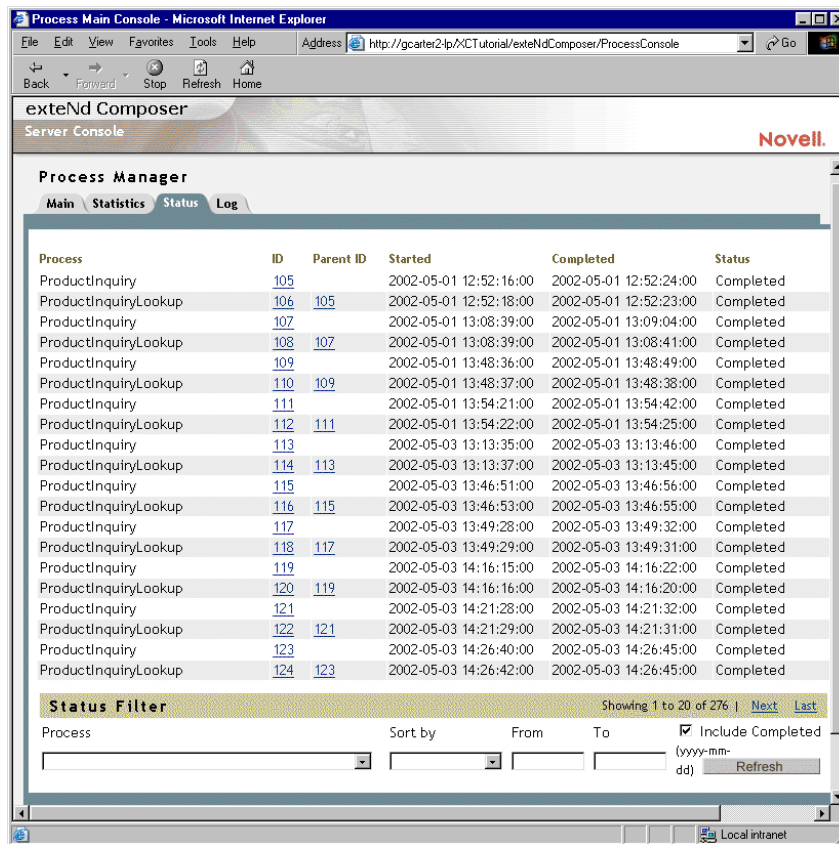 Process Main Console - Microsoft Internet Explorer
File Edit View Favorites Tools Help Address http://gcarter2-lp/XCTutorial/exteNdComposer/ProcessConsole Go
Back Forward Stop Refresh Home
exteNd Composer
Server Console
Novell.
Process Manager
Main Statistics Status Log
Process ID Parent ID Started Completed Status
ProductInquiry 105 2002-05-01 12:52:16:00 2002-05-01 12:52:24:00 Completed
ProductInquiryLookup 106 105 2002-05-01 12:52:18:00 2002-05-01 12:52:23:00 Completed
ProductInquiry 107 2002-05-01 13:08:39:00 2002-05-01 13:09:04:00 Completed
ProductInquiryLookup 108 107 2002-05-01 13:08:39:00 2002-05-01 13:08:41:00 Completed
ProductInquiry 109 2002-05-01 13:48:36:00 2002-05-01 13:48:49:00 Completed
ProductInquiryLookup 110 109 2002-05-01 13:48:37:00 2002-05-01 13:48:38:00 Completed
ProductInquiry 111 2002-05-01 13:54:21:00 2002-05-01 13:54:42:00 Completed
ProductInquiryLookup 112 111 2002-05-01 13:54:22:00 2002-05-01 13:54:25:00 Completed
ProductInquiry 113 2002-05-03 13:13:35:00 2002-05-03 13:13:46:00 Completed
ProductInquiryLookup 114 113 2002-05-03 13:13:37:00 2002-05-03 13:13:45:00 Completed
ProductInquiry 115 2002-05-03 13:46:51:00 2002-05-03 13:46:56:00 Completed
ProductInquiryLookup 116 115 2002-05-03 13:46:53:00 2002-05-03 13:46:55:00 Completed
ProductInquiry 117 2002-05-03 13:49:28:00 2002-05-03 13:49:32:00 Completed
ProductInquiryLookup 118 117 2002-05-03 13:49:29:00 2002-05-03 13:49:31:00 Completed
ProductInquiry 119 2002-05-03 14:16:15:00 2002-05-03 14:16:22:00 Completed
ProductInquiryLookup 120 119 2002-05-03 14:16:16:00 2002-05-03 14:16:20:00 Completed
ProductInquiry 121 2002-05-03 14:21:28:00 2002-05-03 14:21:32:00 Completed
ProductInquiryLookup 122 121 2002-05-03 14:21:29:00 2002-05-03 14:21:31:00 Completed
ProductInquiry 123 2002-05-03 14:26:40:00 2002-05-03 14:26:45:00 Completed
ProductInquiryLookup 124 123 2002-05-03 14:26:42:00 2002-05-03 14:26:45:00 Completed
Status Filter Showing 1 to 20 of 276 | Next Last
Process Sort by From To Include Completed
(yyyy-mm-
dd) Refresh
Local intranet